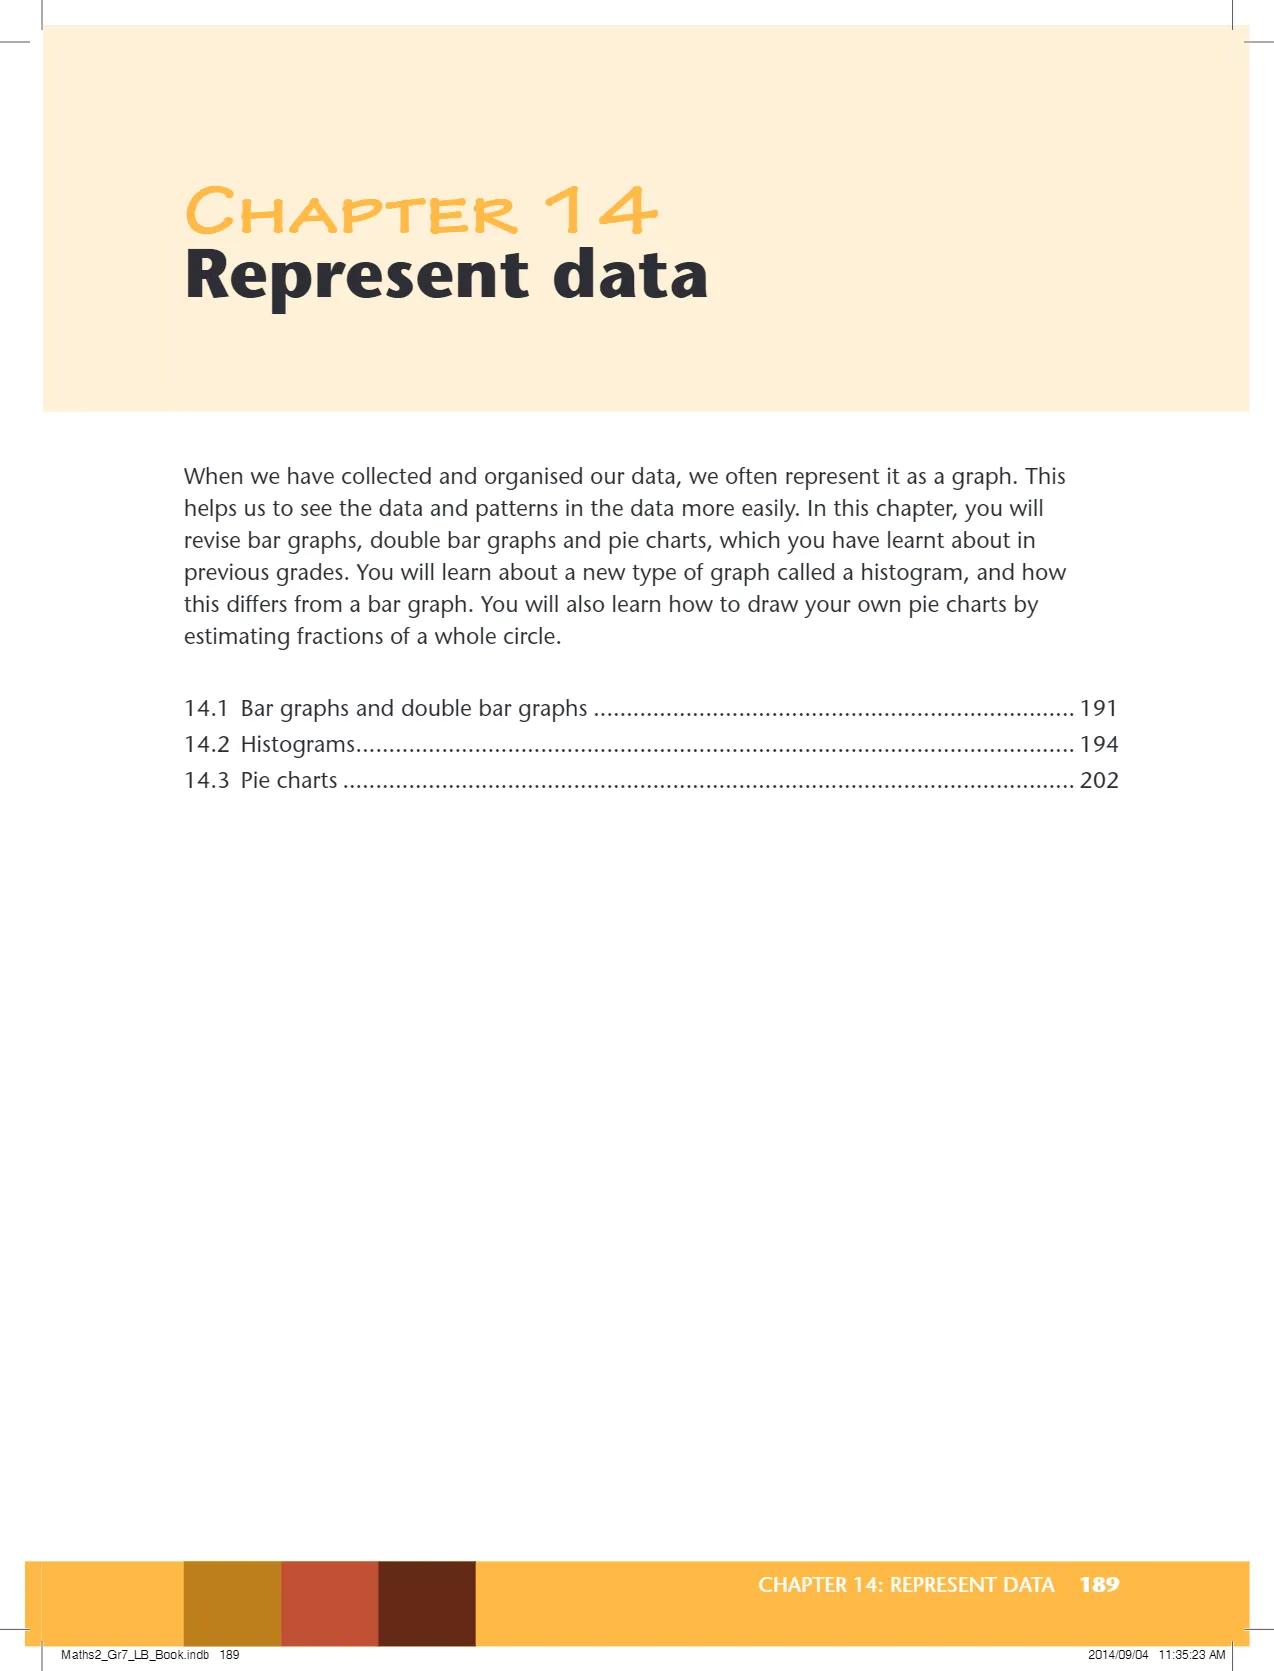 CHAPTER 14
Represent data
When we have collected and organised our data, we often represent it as a graph. This
helps us to see the data and patterns in the data more easily. In this chapter, you will
revise bar graphs, double bar graphs and pie charts, which you have learnt about in
previous grades. You will learn about a new type of graph called a histogram, and how
this differs from a bar graph. You will also learn how to draw your own pie charts by
estimating fractions of a whole circle.
14.1 Bar graphs and double bar graphs ......................................................................... 191
14.2 Histograms............................................................................................................. 194
14.3 Pie charts ............................................................................................................... 202
CHAPTER 14: REPRESENT DATA 189
Maths2_Gr7_LB_Book.indb 189 2014/09/04 11:35:23 AM